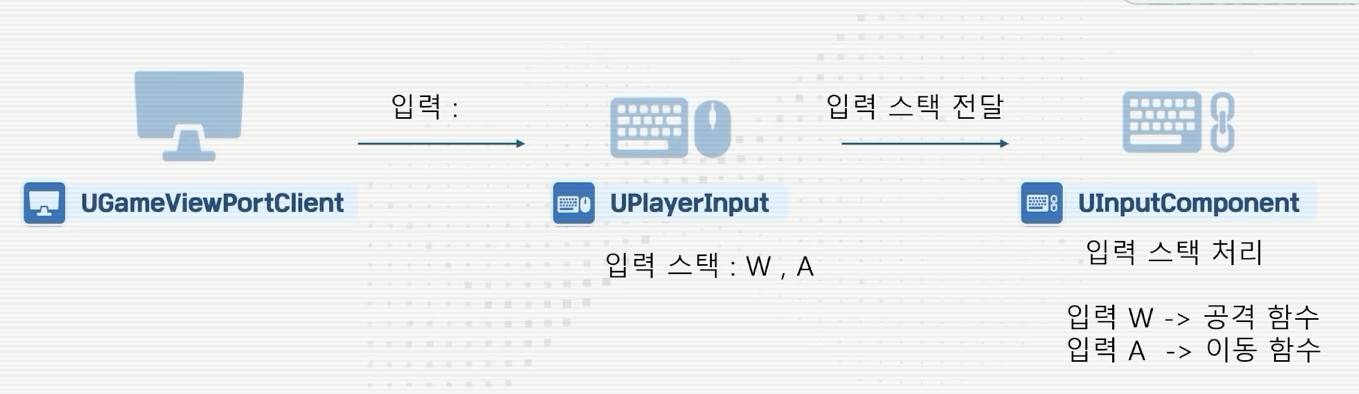 입력 :
입력 스택 전달
UGameViewPortClient
UPlayerInput
UInputComponent
입력 스택 : W , A
입력 스택 처리
입력 W -> 공격 함수
입력 A -> 이동 함수